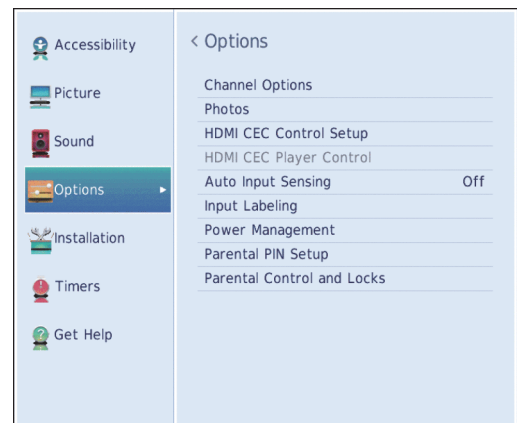 Accessibility
Picture
Sound
Options
Installation
Timers
Get Help
< Options
Channel Options
Photos
HDMI CEC Control Setup
HDMI CEC Player Control
Auto Input Sensing Off
Input Labeling
Power Management
Parental PIN Setup
Parental Control and Locks